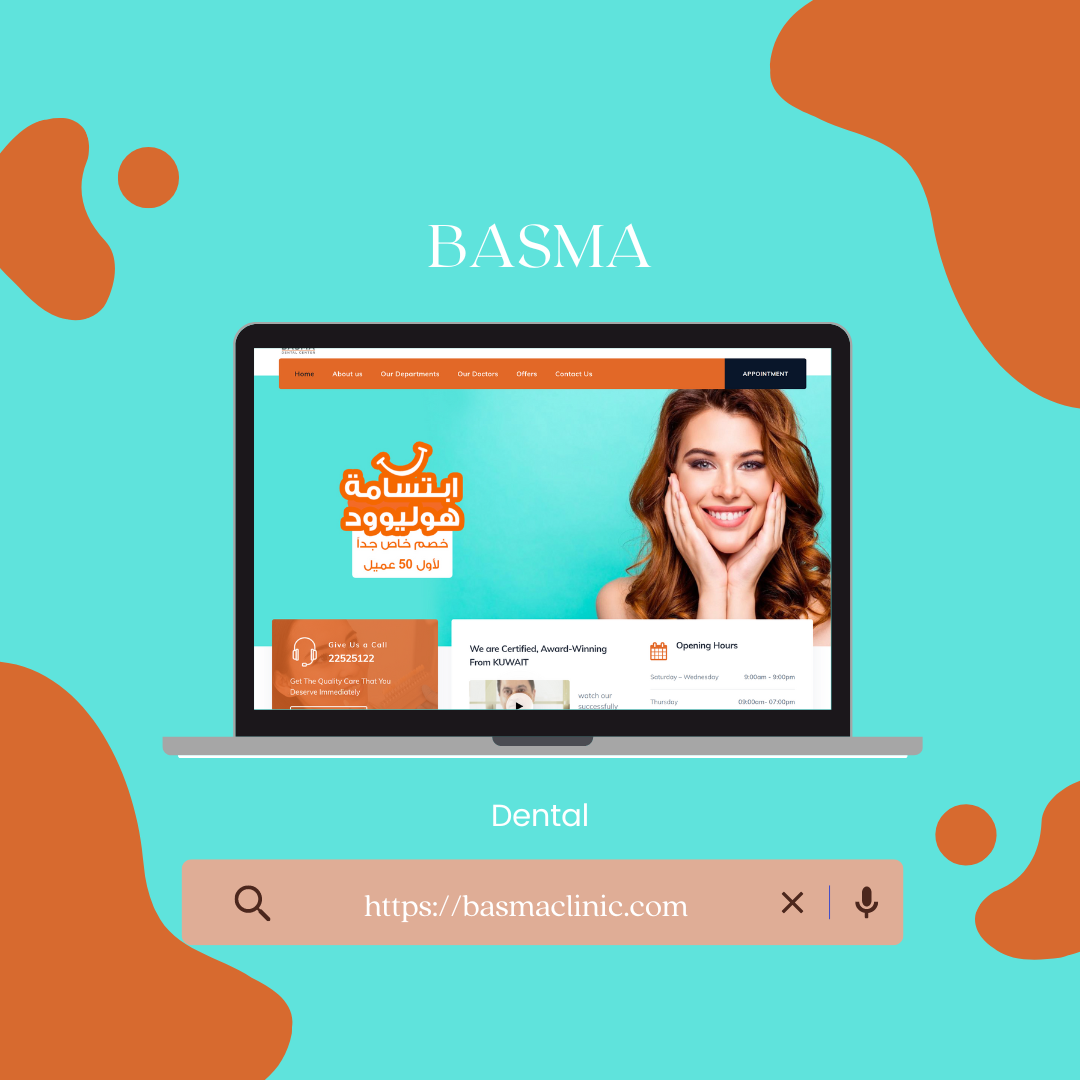 BASMA
DENTAL CENTER
Home About us Our Departments Our Doctors Offers Contact Us APPOINTMENT
ابتسامة
هوليوود
خصم خاص جداً
لأول 50 عميل
Give Us a Call
22525122
Get The Quality Care That You
Deserve Immediately
We are Certified, Award-Winning
From KUWAIT
watch our
successfully
Opening Hours
Saturday – Wednesday 9:00am - 9:00pm
Thursday 09:00am- 07:00pm
Dental
https://basmaclinic.com